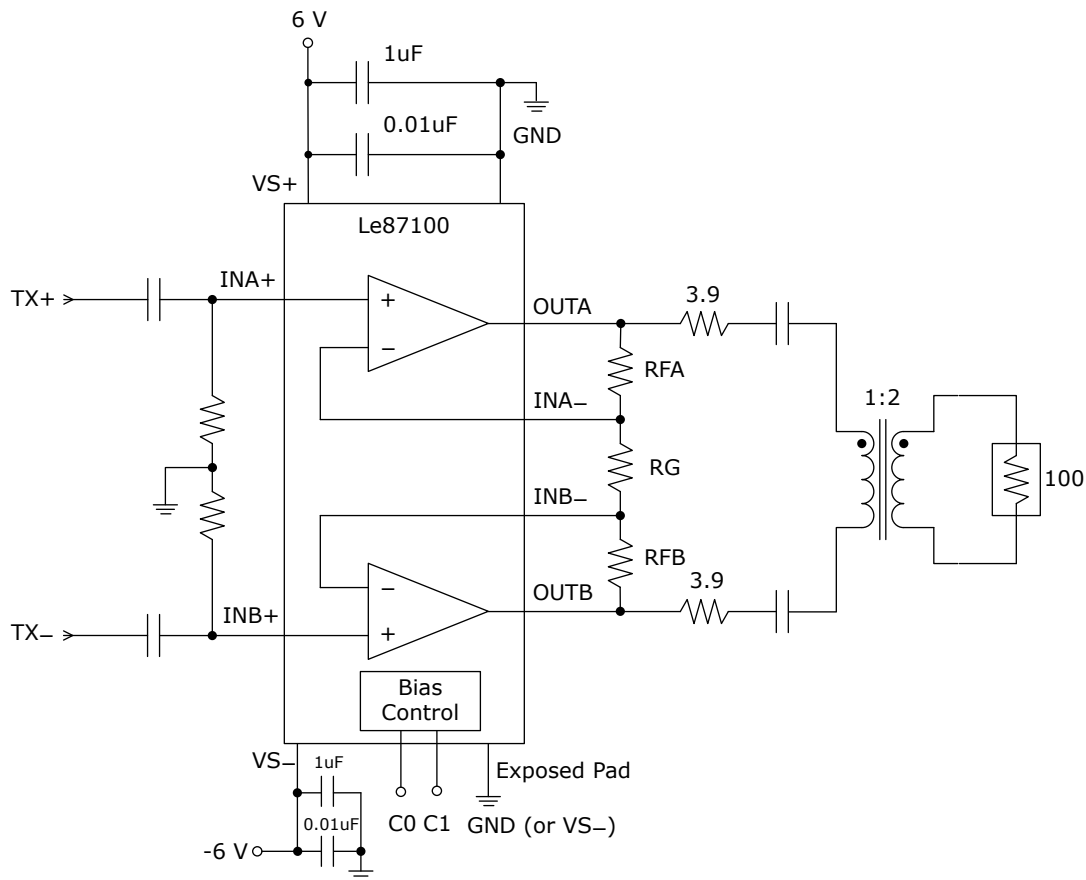 6 V
1uF
GND
0.01uF
VS+
Le87100
TX+
INA+
+
−
OUTA
3.9
RFA
INA−
1:2
RG
100
INB−
RFB
−
+
OUTB
3.9
TX−
INB+
Bias
Control
VS−
1uF
Exposed Pad
0.01uF
C0 C1
GND (or VS−)
-6 V